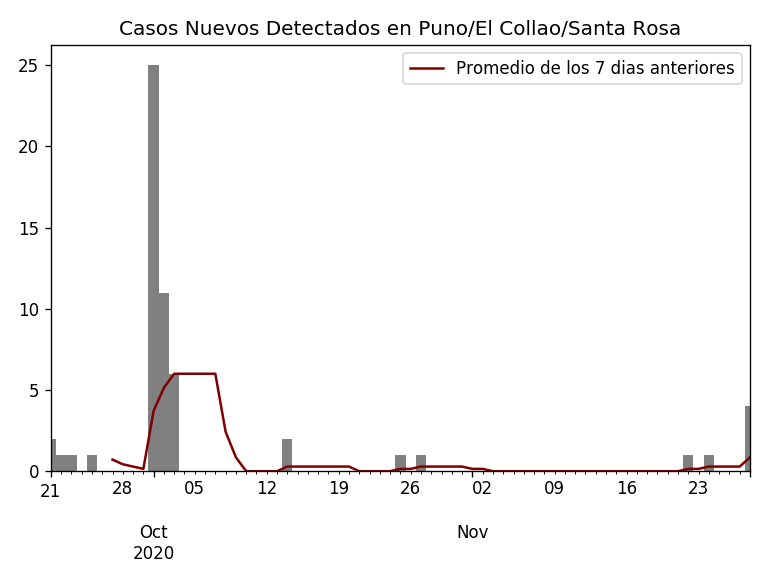 Casos Nuevos Detectados en Puno/El Collao/Santa Rosa
Promedio de los 7 dias anteriores
25
20
15
10
5
0
21 28 05 12 19 26 02 09 16 23
Oct Nov
2020